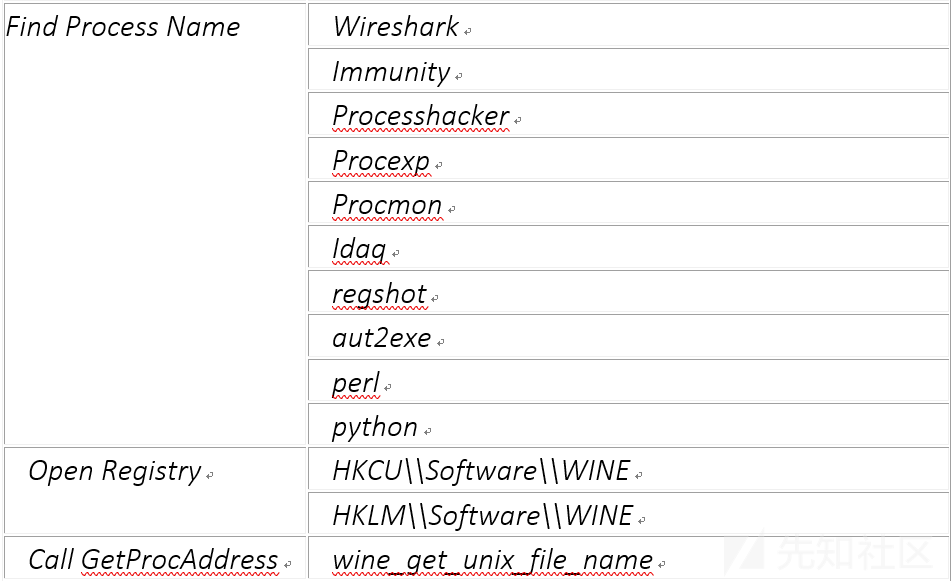 Find Process Name
Wireshark
Immunity
Processhacker
Procexp
Procmon
Idaq
regshot
aut2exe
perl
python
Open Registry
HKCU\\Software\\WINE
HKLM\\Software\\WINE
Call GetProcAddress
wine_get_unix_file_name
先知社区